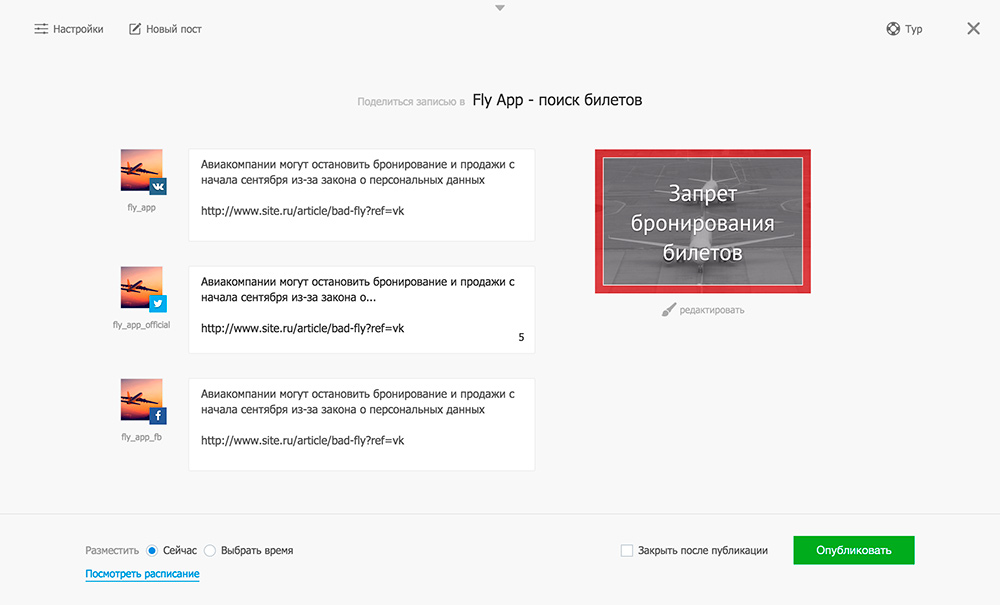 Настройки
Новый пост
Тур
Поделиться записью в Fly App - поиск билетов
Авиакомпании могут остановить бронирование и продажи с
начала сентября из-за закона о персональных данных
http://www.site.ru/article/bad-fly?ref=vk
fly_app
Запрет
бронирования
билетов
редактировать
Авиакомпании могут остановить бронирование и продажи с
начала сентября из-за закона о...
http://www.site.ru/article/bad-fly?ref=vk
5
fly_app_official
Авиакомпании могут остановить бронирование и продажи с
начала сентября из-за закона о персональных данных
http://www.site.ru/article/bad-fly?ref=vk
fly_app_fb
Разместить Сейчас Выбрать время
Посмотреть расписание
Закрыть после публикации
Опубликовать